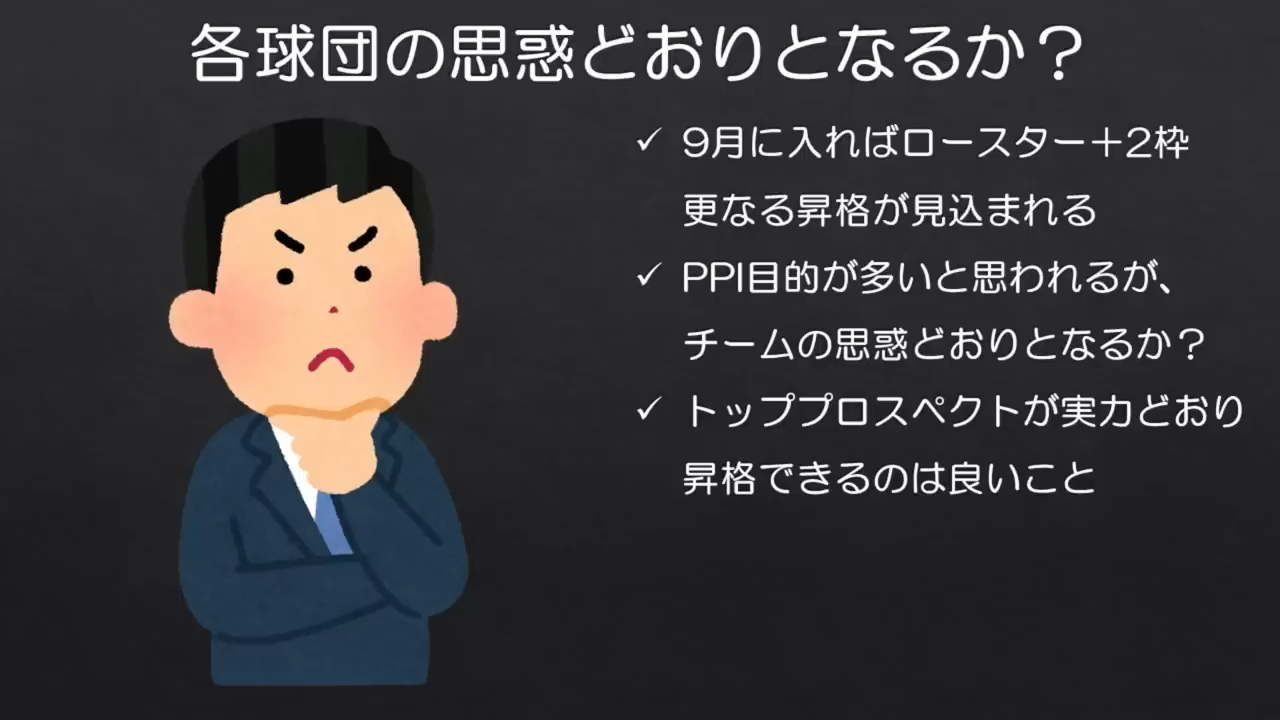 各球団の思惑どおりとなるか？
✓ 9月に入ればロースター＋2枠
更なる昇格が見込まれる
✓ PPI目的が多いと思われるが、
チームの思惑どおりとなるか？
✓ トッププロスペクトが実力どおり
昇格できるのは良いこと